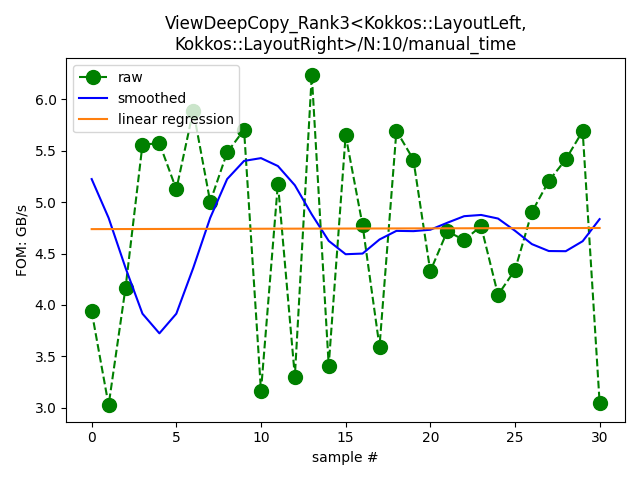 ViewDeepCopy_Rank3<Kokkos::LayoutLeft,
Kokkos::LayoutRight>/N:10/manual_time
raw
smoothed
linear regression
FOM: GB/s
6.0
5.5
5.0
4.5
4.0
3.5
3.0
0 5 10 15 20 25 30
sample #